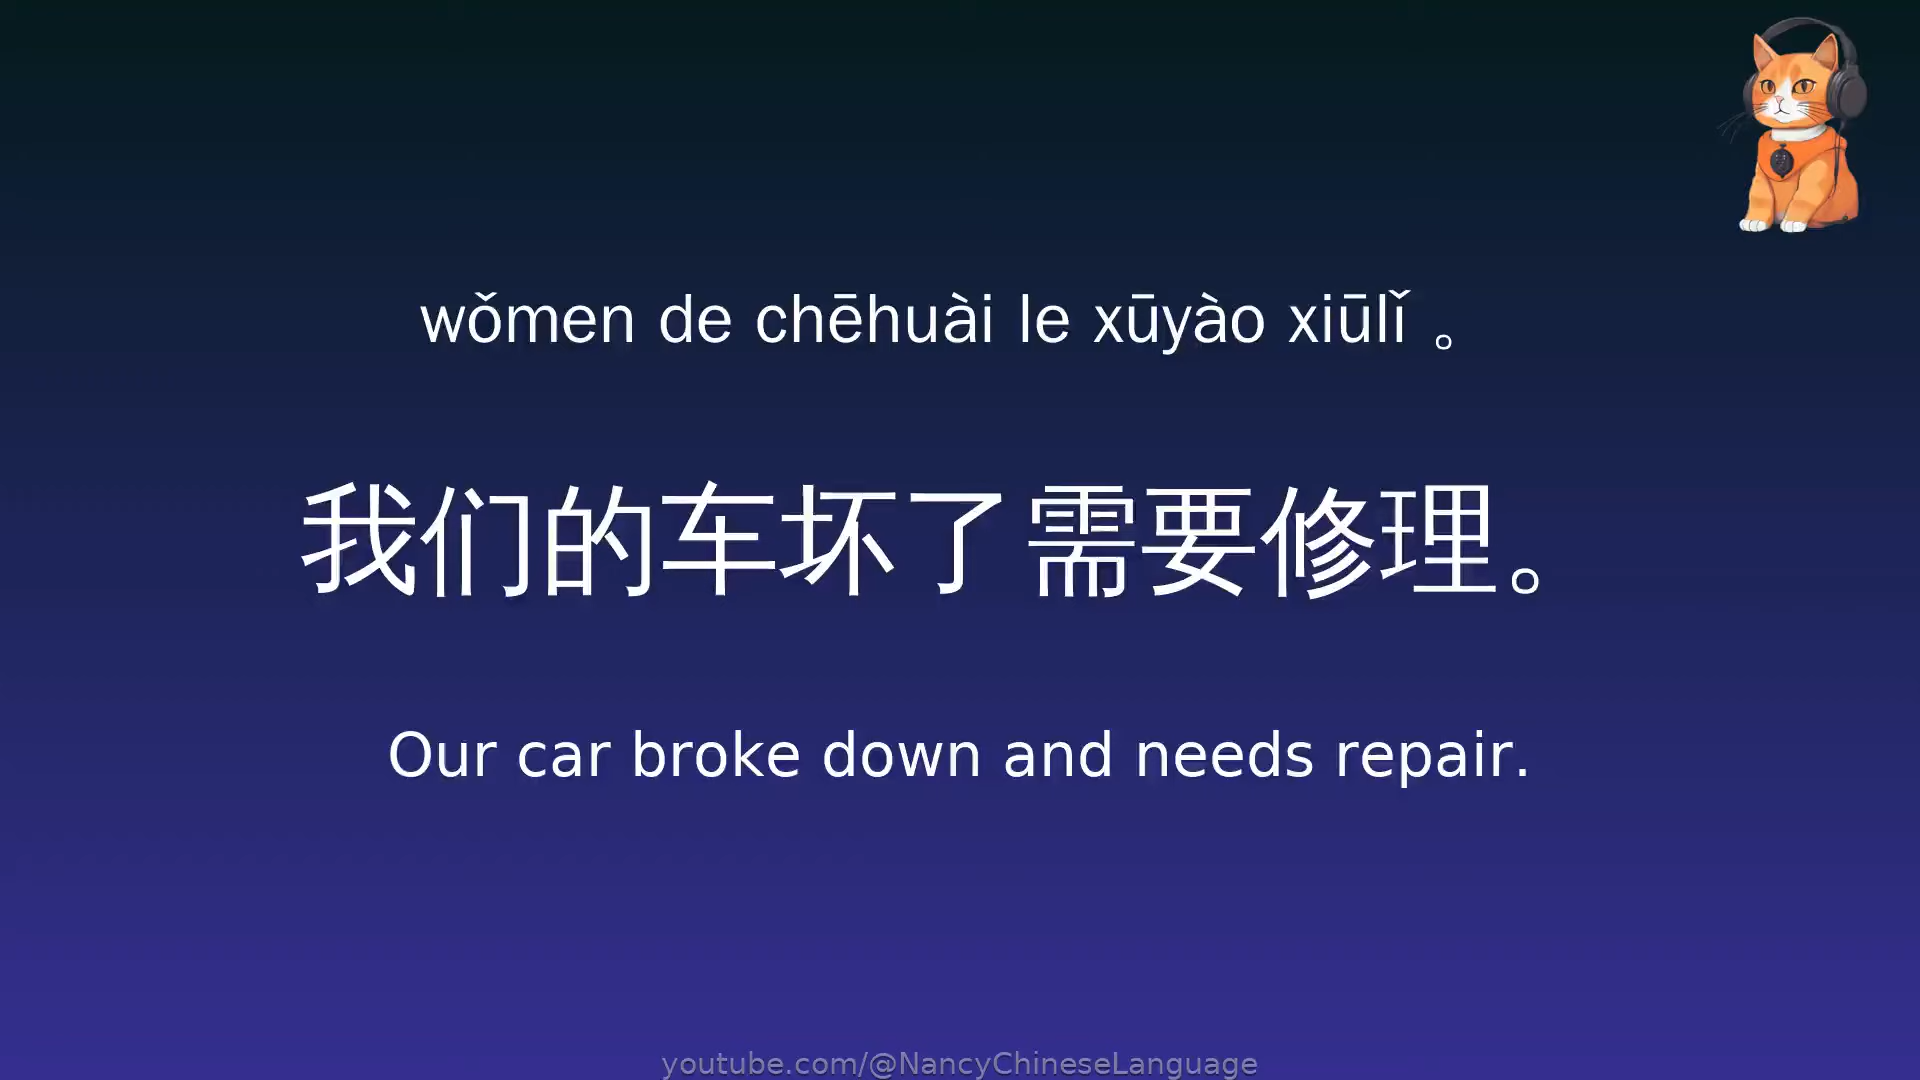 wǒmen de chēhuài le xūyào xiūlǐ 。
我们的车坏了需要修理。
Our car broke down and needs repair.
youtube.com/@NancyChineseLanguage